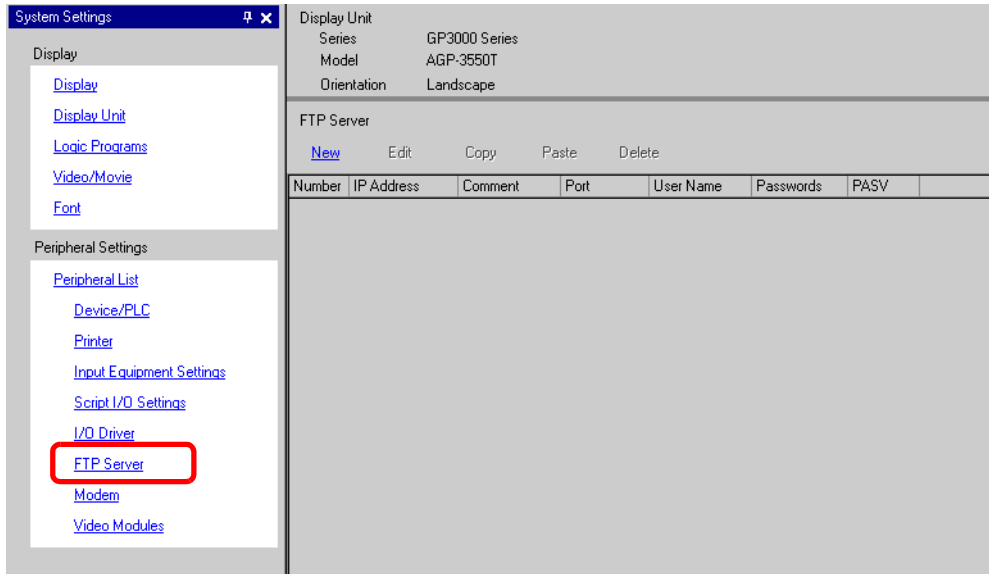 System Settings
Display
Display
Display Unit
Logic Programs
Video/Movie
Font
Peripheral Settings
Peripheral List
Device/PLC
Printer
Input Equipment Settings
Script I/O Settings
I/O Driver
FTP Server
Modem
Video Modules
Display Unit
Series GP3000 Series
Model AGP-3550T
Orientation Landscape
FTP Server
New Edit Copy Paste Delete
Number IP Address Comment Port User Name Passwords PASV